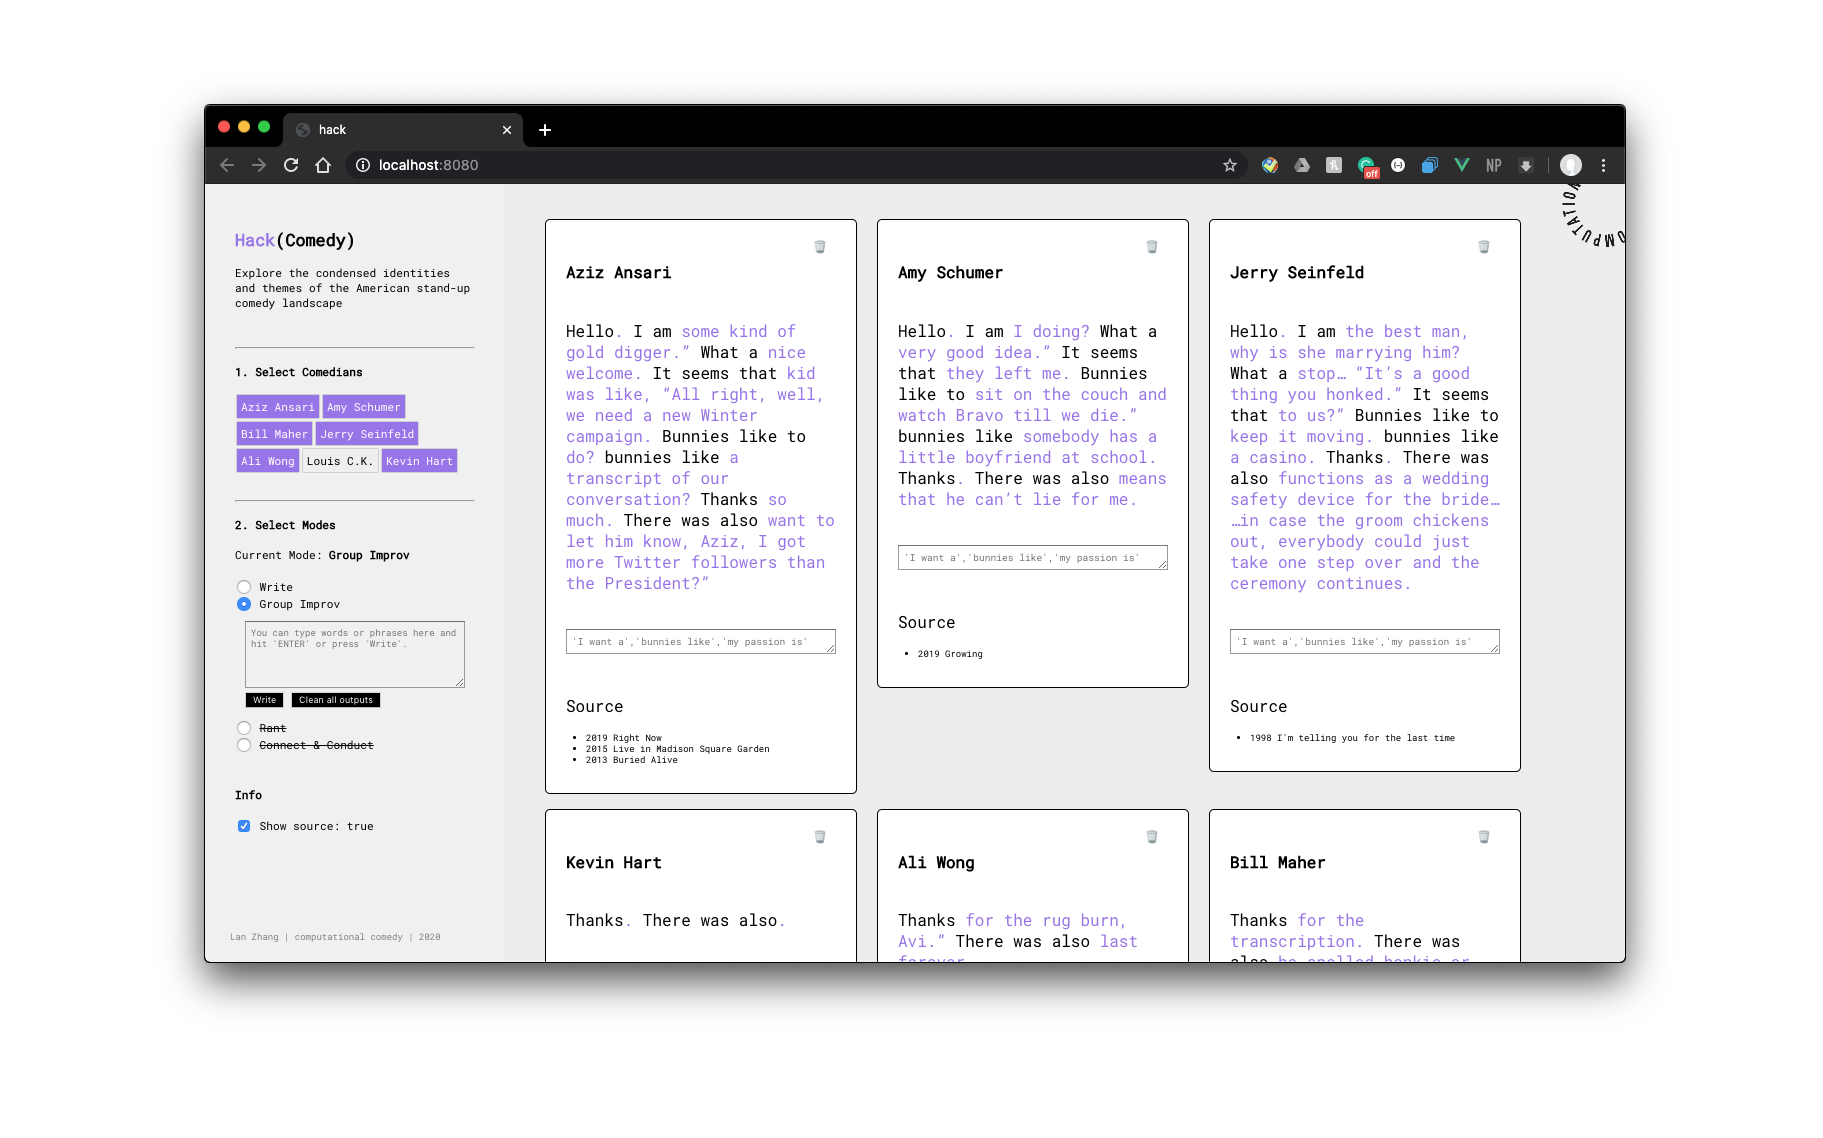 hack
localhost:8080
off
NP
Hack(Comedy)
Explore the condensed identities
and themes of the American stand-up
comedy landscape
1. Select Comedians
Aziz Ansari Amy Schumer
Bill Maher Jerry Seinfeld
Ali Wong Louis C.K. Kevin Hart
2. Select Modes
Current Mode: Group Improv
Write
Group Improv
You can type words or phrases here and
hit 'ENTER' or press 'Write'.
Write Clean all outputs
Rant
Connect & Conduct
Info
Show source: true
Lan Zhang | computational comedy | 2020
Aziz Ansari
Hello. I am some kind of
gold digger.” What a nice
welcome. It seems that kid
was like, “All right, well,
we need a new Winter
campaign. Bunnies like to
do? bunnies like a
transcript of our
conversation? Thanks so
much. There was also want to
let him know, Aziz, I got
more Twitter followers than
the President?”
'I want a','bunnies like','my passion is'
Source
• 2019 Right Now
• 2015 Live in Madison Square Garden
• 2013 Buried Alive
Amy Schumer
Hello. I am I doing? What a
very good idea.” It seems
that they left me. Bunnies
like to sit on the couch and
watch Bravo till we die.”
bunnies like somebody has a
little boyfriend at school.
Thanks. There was also means
that he can’t lie for me.
'I want a','bunnies like','my passion is'
Source
• 2019 Growing
Jerry Seinfeld
Hello. I am the best man,
why is she marrying him?
What a stop… “It’s a good
thing you honked.” It seems
that to us?” Bunnies like to
keep it moving. bunnies like
a casino. Thanks. There was
also functions as a wedding
safety device for the bride…
…in case the groom chickens
out, everybody could just
take one step over and the
ceremony continues.
'I want a','bunnies like','my passion is'
Source
• 1998 I'm telling you for the last time
Kevin Hart
Thanks. There was also.
Ali Wong
Thanks for the rug burn,
Avi.” There was also last
forever
Bill Maher
Thanks for the
transcription. There was
also he spelled honkie or